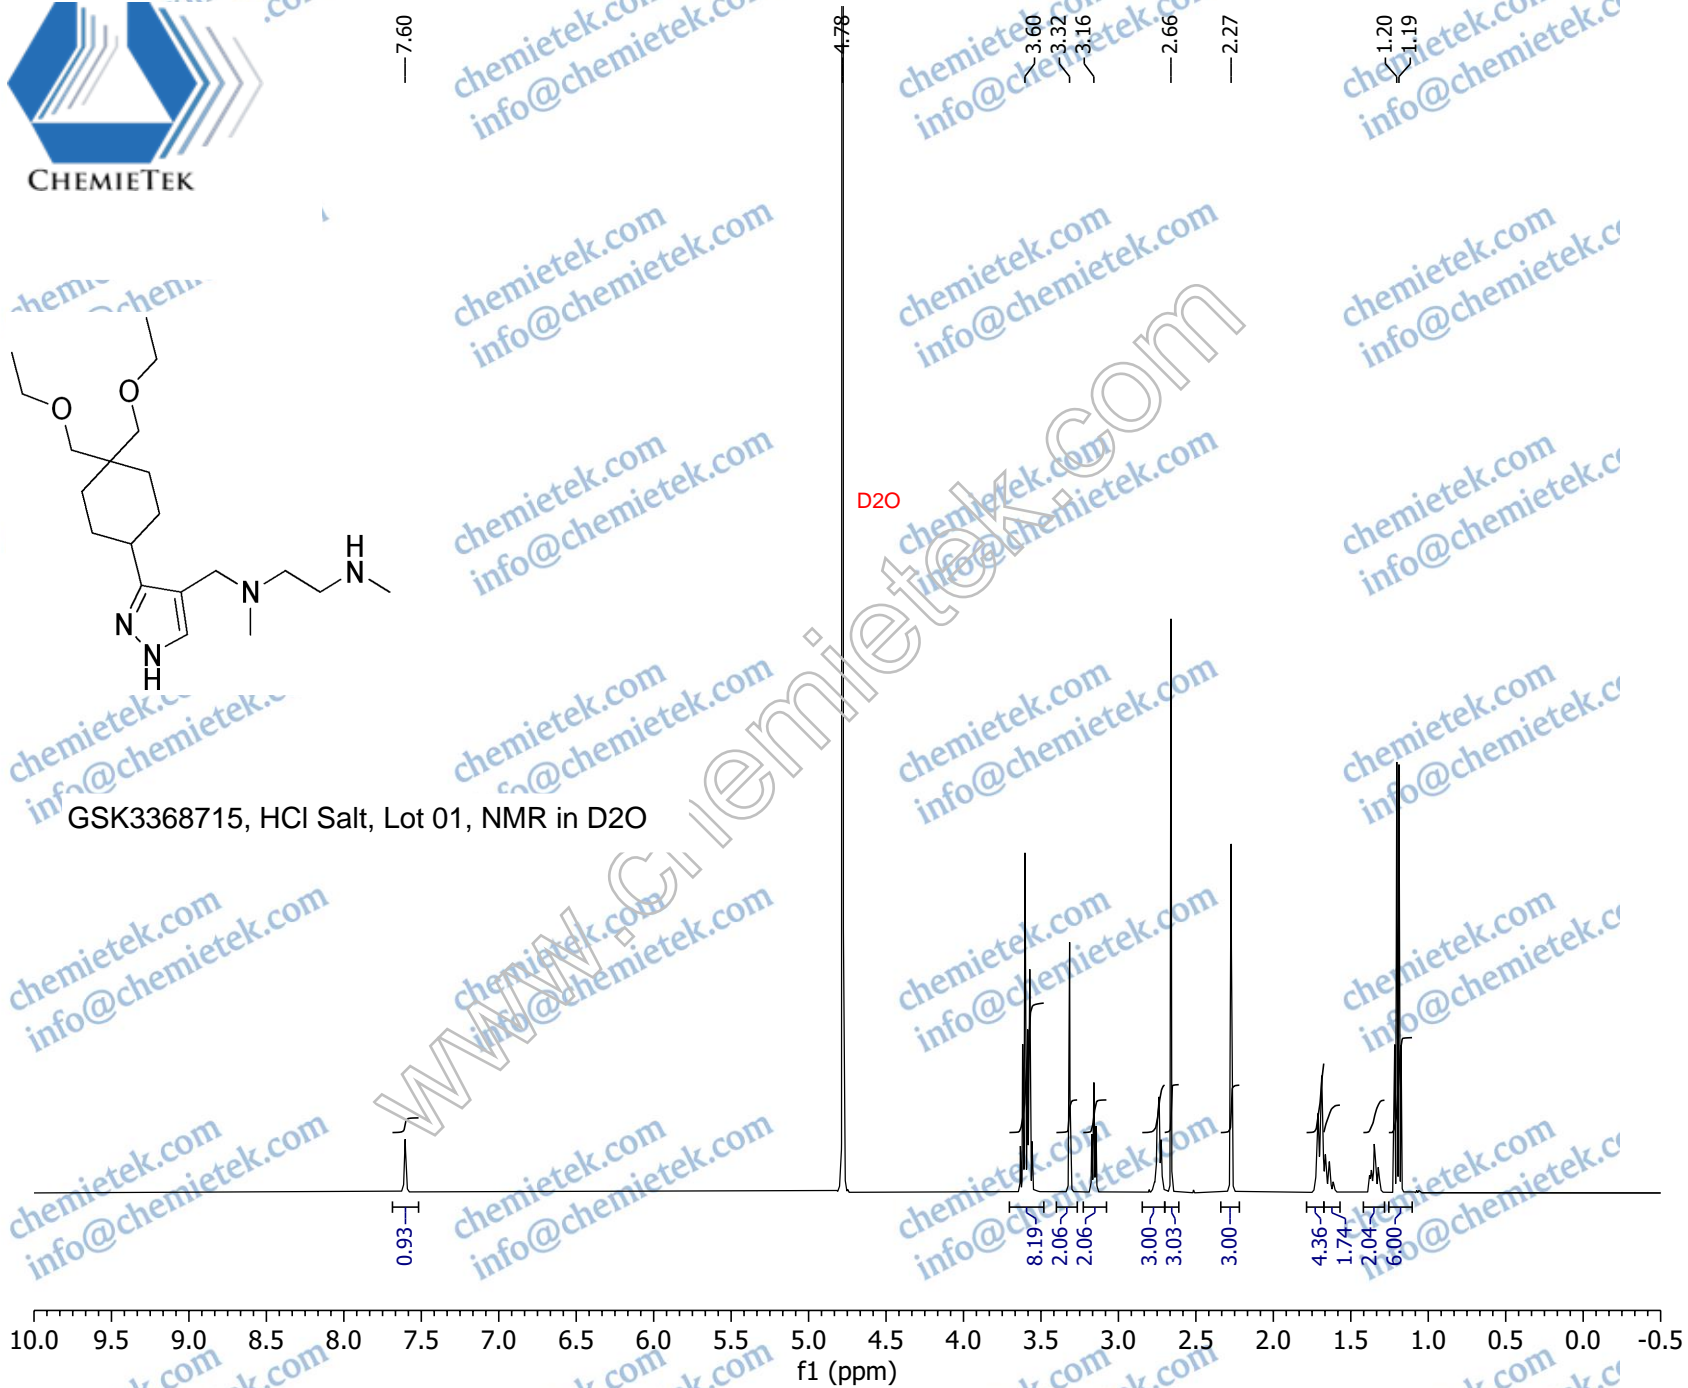 7.60
4.78
3.60
3.32
3.16
2.66
2.27
1.20
1.19
CHEMIETEK
O
O
H
N
N
N
N
H
D2O
GSK3368715, HCl Salt, Lot 01, NMR in D2O
www.chemietek.com
chemietek.com
info@chemietek.com
0.93
8.19
2.06
2.06
3.00
3.03
3.00
4.36
1.74
2.04
6.00
10.0 9.5 9.0 8.5 8.0 7.5 7.0 6.5 6.0 5.5 5.0 4.5 4.0 3.5 3.0 2.5 2.0 1.5 1.0 0.5 0.0 -0.5
f1 (ppm)